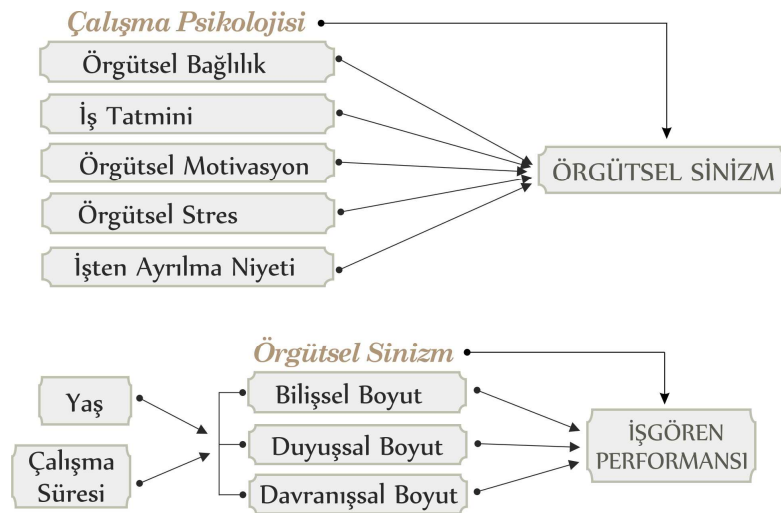 Çalışma Psikolojisi
Örgütsel Bağlılık
İş Tatmini
Örgütsel Motivasyon
Örgütsel Stres
İşten Ayrılma Niyeti
ÖRGÜTSEL SİNİZM
Örgütsel Sinizm
Yaş
Çalışma
Süresi
Bilişsel Boyut
Duyuşsal Boyut
Davranışsal Boyut
İŞGÖREN
PERFORMANSI